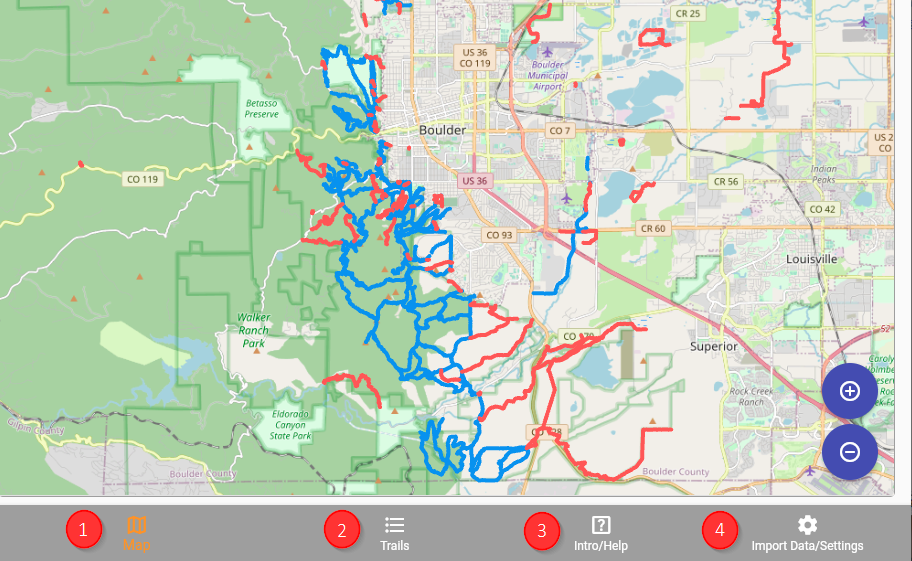 CR 25
US 36
CO 119
Boulder
Municipal
Airport
Betasso
Preserve
Boulder
CO 7
US 2
CO
Indian
Peaks
CO 119
US 36
CR 56
CO 42
CO 93
CR 60
Louisville
Walker
Ranch
Park
CO
Superior
52
Rock Creek
Ranch
Eldorado
Canyon
State Park
Gilpin County
Boulder County
Boulder County
1
Map
2
Trails
3
Intro/Help
4
Import Data/Settings